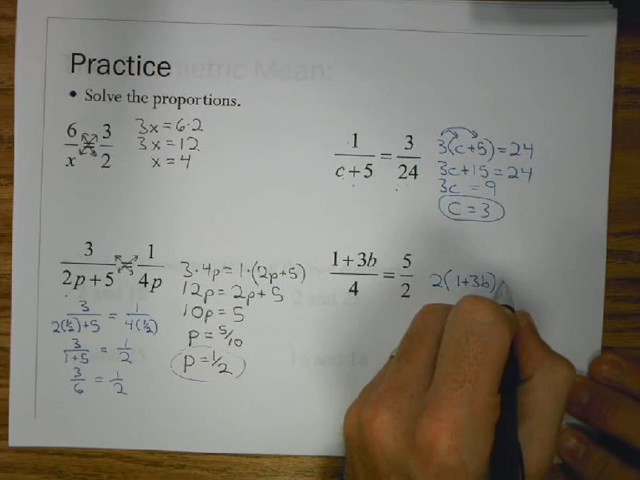 Practice
• Solve the proportions.
6/x = 3/2
3x = 6·2
3x = 12
x = 4
1/(c+5) = 3/24
3(c+5) = 24
3c+15 = 24
3c = 9
c = 3
3/(2p+5) = 1/(4p)
3·4p = 1·(2p+5)
12p = 2p+5
10p = 5
p = 5/10
p = 1/2
3/(2(1/2)+5) = 1/(4(1/2))
3/(1+5) = 1/2
3/6 = 1/2
(1+3b)/4 = 5/2
2(1+3b)